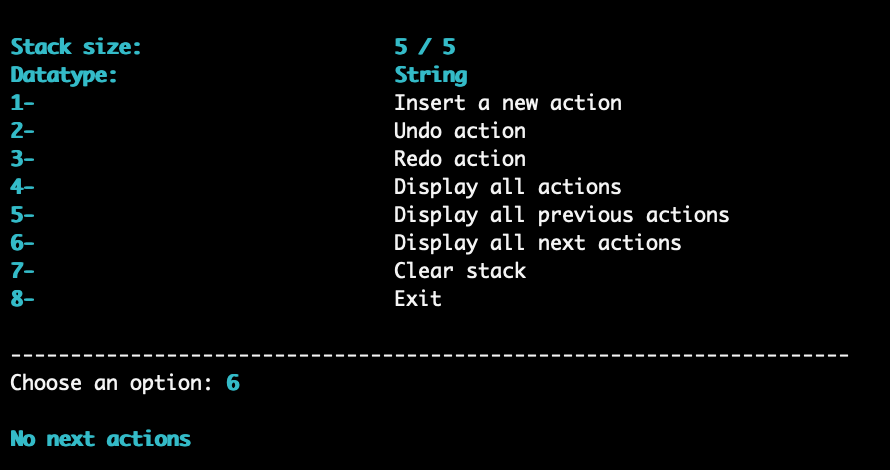 Stack size: 5 / 5
Datatype: String
1- Insert a new action
2- Undo action
3- Redo action
4- Display all actions
5- Display all previous actions
6- Display all next actions
7- Clear stack
8- Exit
----------------------------------------------------------------------
Choose an option: 6
No next actions